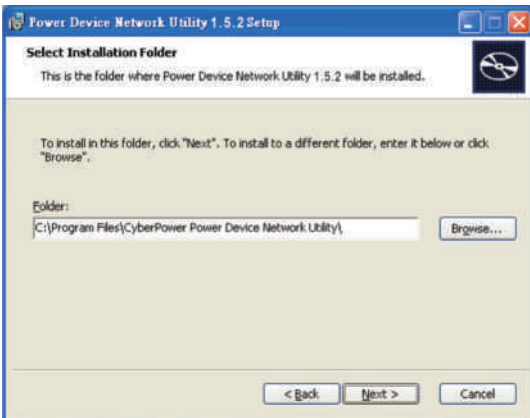 Power Device Network Utility 1.5.2 Setup
Select Installation Folder
This is the folder where Power Device Network Utility 1.5.2 will be installed.
To install in this folder, click "Next". To install to a different folder, enter it below or click
"Browse".
Folder:
C:\Program Files\CyberPower Power Device Network Utility\
Browse...
< Back
Next >
Cancel